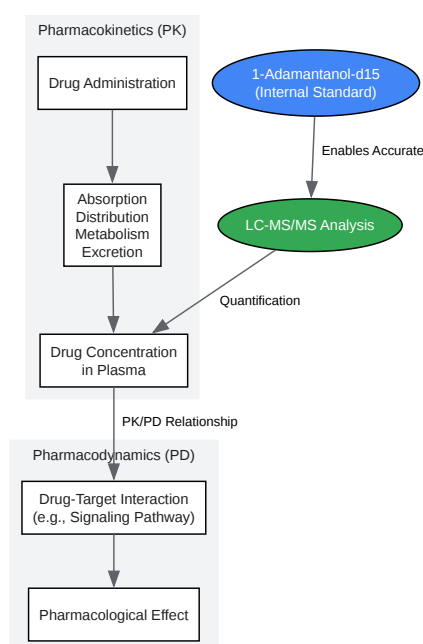 Pharmacokinetics (PK)
Drug Administration
1-Adamantanol-d15
(Internal Standard)
Enables Accurate
Absorption
Distribution
Metabolism
Excretion
LC-MS/MS Analysis
Quantification
Drug Concentration
in Plasma
PK/PD Relationship
Pharmacodynamics (PD)
Drug-Target Interaction
(e.g., Signaling Pathway)
Pharmacological Effect